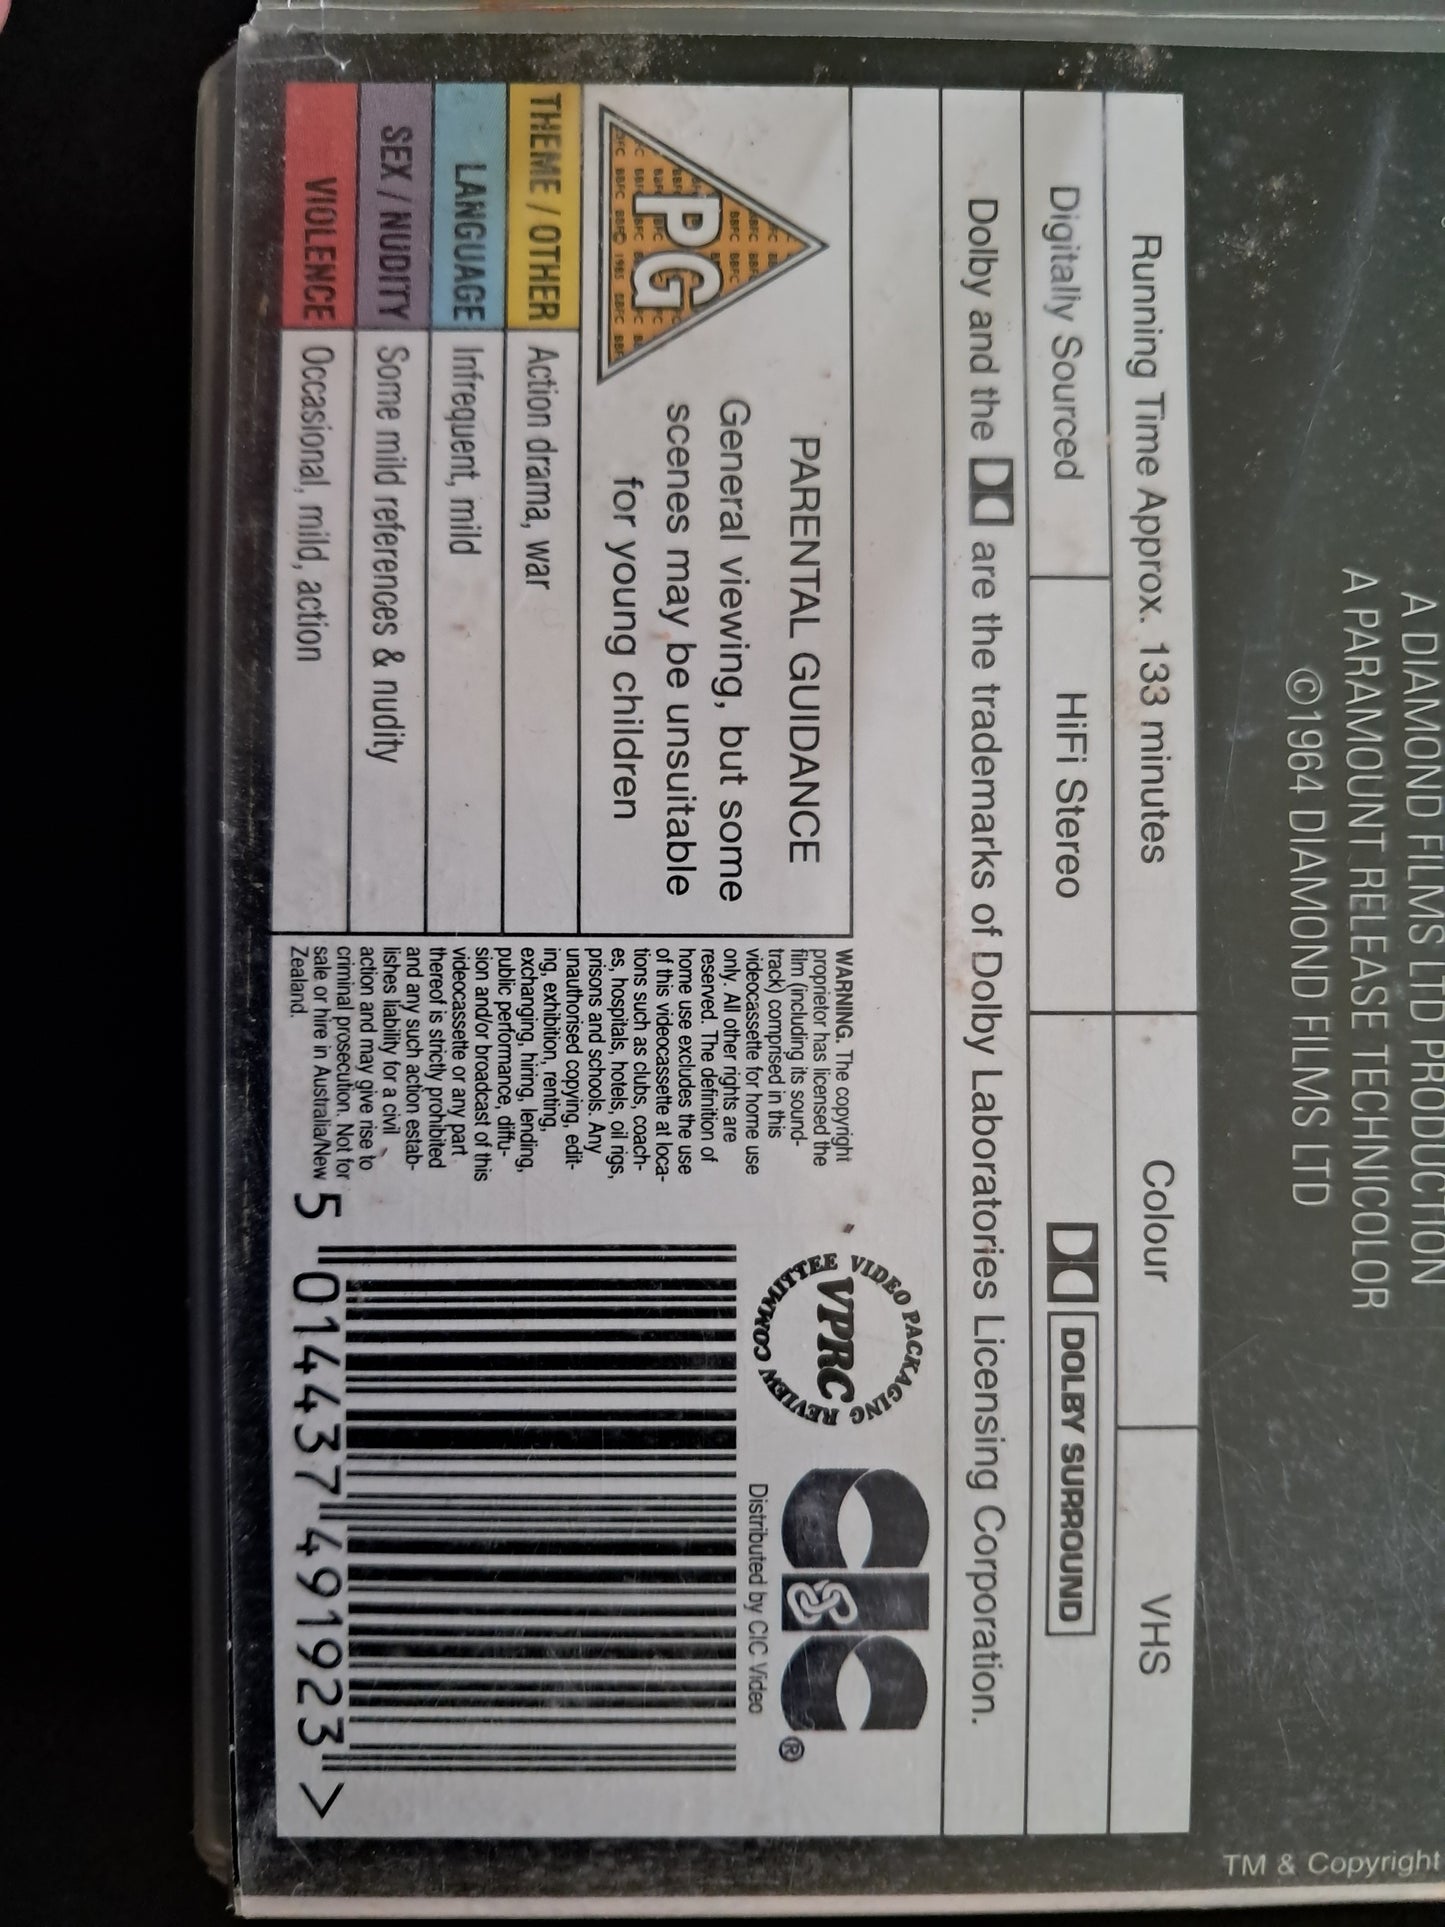 A DIAMOND FILMS LTD PRODUCTION
A PARAMOUNT RELEASE TECHNICOLOR
©1964 DIAMOND FILMS LTD
TM & Copyright
Running Time Approx. 133 minutes
Colour
VHS
Digitally Sourced
HiFi Stereo
DOLBY SURROUND
Dolby and the are the trademarks of Dolby Laboratories Licensing Corporation.
PG
PARENTAL GUIDANCE
General viewing, but some
scenes may be unsuitable
for young children
THEME / OTHER Action drama, war
LANGUAGE Infrequent, mild
SEX / NUDITY Some mild references & nudity
VIOLENCE Occasional, mild, action
WARNING. The copyright
proprietor has licensed the
film (including its sound-
track) comprised in this
videocassette for home use
only. All other rights are
reserved. The definition of
home use excludes the use
of this videocassette at loca-
tions such as clubs, coach-
es, hospitals, hotels, oil rigs,
prisons and schools. Any
unauthorised copying, edit-
ing, exhibition, renting,
exchanging, hiring, lending,
public performance, diffu-
sion and/or broadcast of this
videocassette or any part
thereof is strictly prohibited
and any such action estab-
lishes liability for a civil
action and may give rise to
criminal prosecution. Not for
sale or hire in Australia/New
Zealand.
VIDEO PACKAGING REVIEW COMMITTEE
VPRC
CIC ®
Distributed by CIC Video
5 014437 491923 >